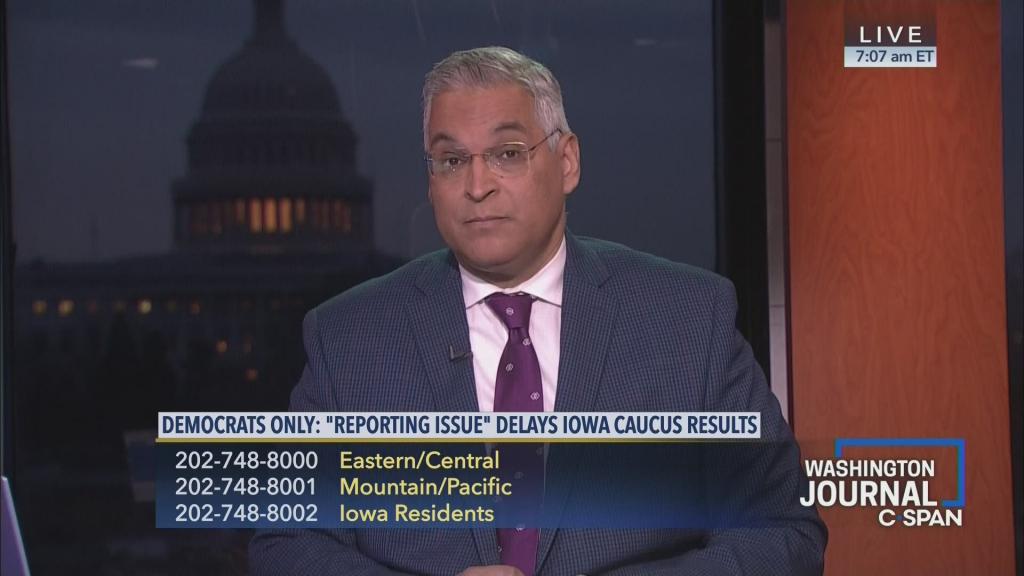 LIVE
7:07 am ET
DEMOCRATS ONLY: "REPORTING ISSUE" DELAYS IOWA CAUCUS RESULTS
202-748-8000 Eastern/Central
202-748-8001 Mountain/Pacific
202-748-8002 Iowa Residents
WASHINGTON
JOURNAL
C-SPAN